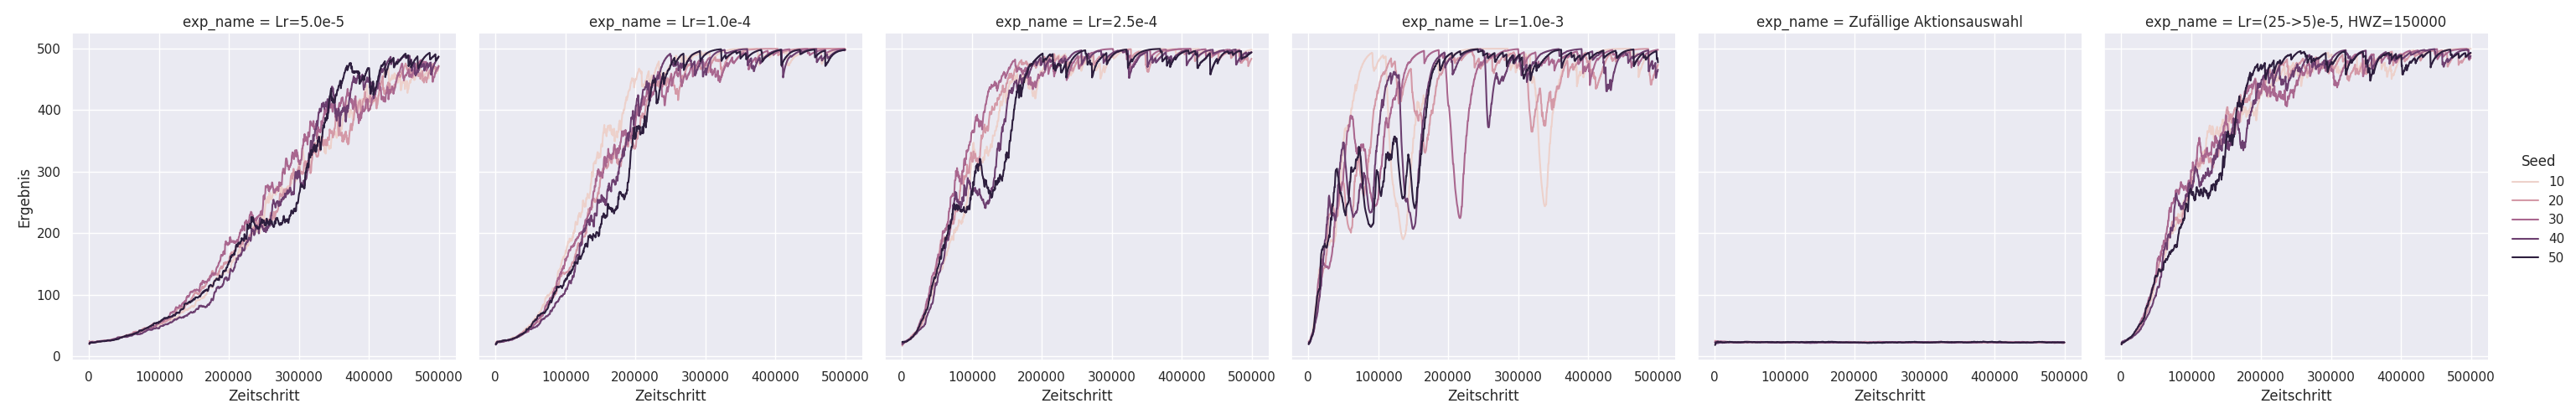 exp_name = Lr=5.0e-5
exp_name = Lr=1.0e-4
exp_name = Lr=2.5e-4
exp_name = Lr=1.0e-3
exp_name = Zufällige Aktionsauswahl
exp_name = Lr=(25->5)e-5, HWZ=150000
Ergebnis
500
400
300
200
100
0
0 100000 200000 300000 400000 500000
Zeitschritt
0 100000 200000 300000 400000 500000
Zeitschritt
0 100000 200000 300000 400000 500000
Zeitschritt
0 100000 200000 300000 400000 500000
Zeitschritt
0 100000 200000 300000 400000 500000
Zeitschritt
0 100000 200000 300000 400000 500000
Zeitschritt
Seed
10
20
30
40
50